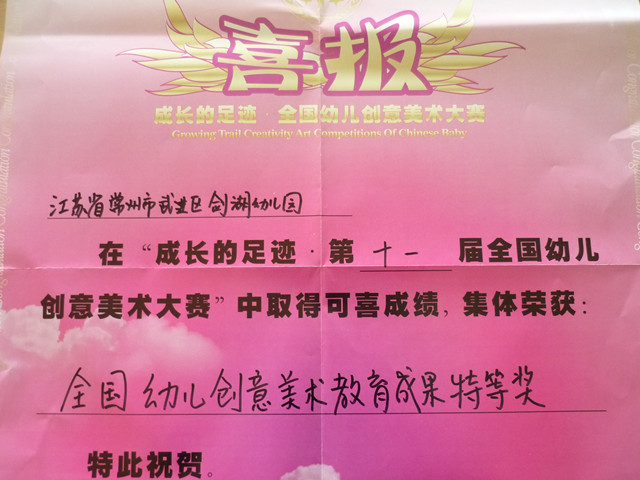 喜报
成长的足迹·全国幼儿创意美术大赛
Growing Trail Creativity Art Competitions Of Chinese Baby
江苏省常州市武进区剑湖幼儿园
在“成长的足迹·第十一届全国幼儿
创意美术大赛”中取得可喜成绩,集体荣获:
全国幼儿创意美术教育成果特等奖
特此祝贺。